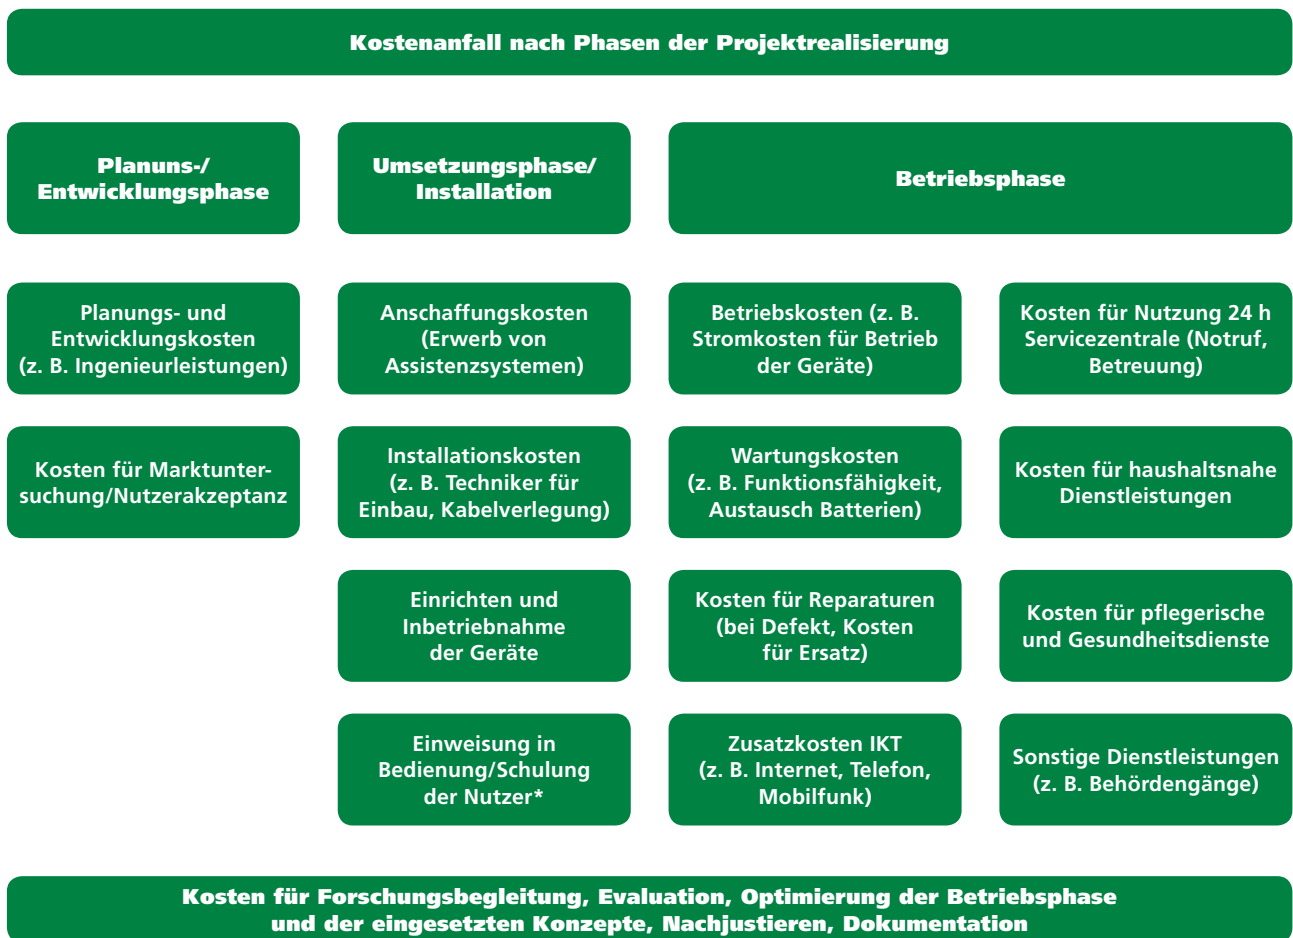 Kostenanfall nach Phasen der Projektrealisierung
Planuns-/
Entwicklungsphase
Umsetzungsphase/
Installation
Betriebsphase
Planungs- und
Entwicklungskosten
(z. B. Ingenieurleistungen)
Anschaffungskosten
(Erwerb von
Assistenzsystemen)
Betriebskosten (z. B.
Stromkosten für Betrieb
der Geräte)
Kosten für Nutzung 24 h
Servicezentrale (Notruf,
Betreuung)
Kosten für Marktunter-
suchung/Nutzerakzeptanz
Installationskosten
(z. B. Techniker für
Einbau, Kabelverlegung)
Wartungskosten
(z. B. Funktionsfähigkeit,
Austausch Batterien)
Kosten für haushaltsnahe
Dienstleistungen
Einrichten und
Inbetriebnahme
der Geräte
Kosten für Reparaturen
(bei Defekt, Kosten
für Ersatz)
Kosten für pflegerische
und Gesundheitsdienste
Einweisung in
Bedienung/Schulung
der Nutzer*
Zusatzkosten IKT
(z. B. Internet, Telefon,
Mobilfunk)
Sonstige Dienstleistungen
(z. B. Behördengänge)
Kosten für Forschungsbegleitung, Evaluation, Optimierung der Betriebsphase
und der eingesetzten Konzepte, Nachjustieren, Dokumentation